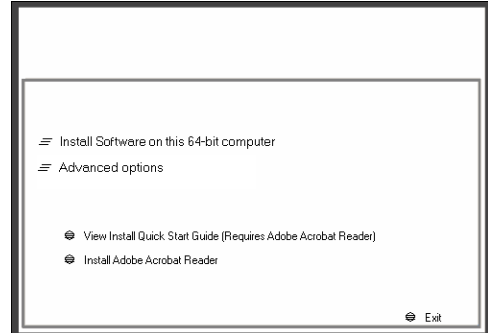 Install Software on this 64-bit computer
Advanced options
View Install Quick Start Guide (Requires Adobe Acrobat Reader)
Install Adobe Acrobat Reader
Exit